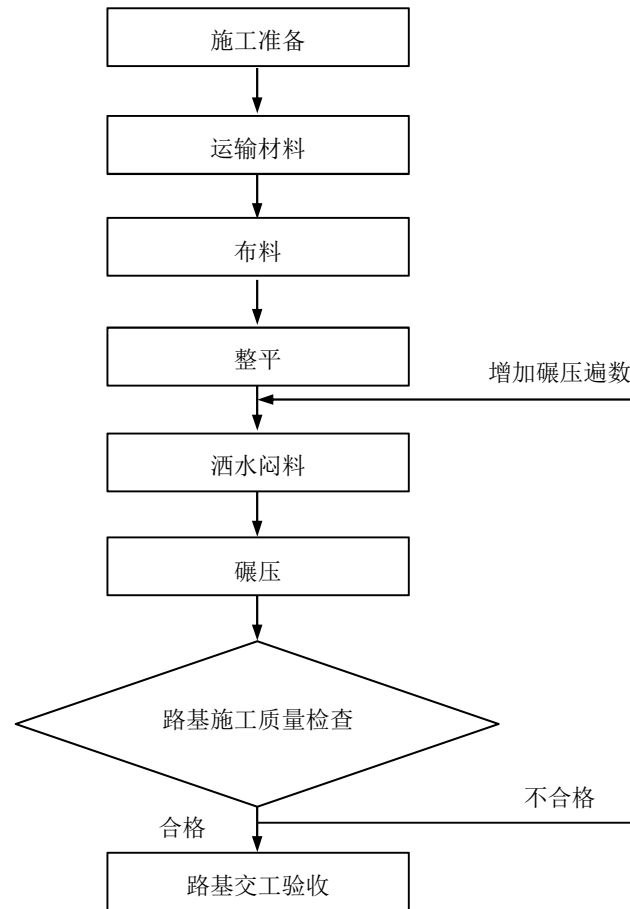 施工准备
运输材料
布料
整平
增加碾压遍数
洒水闷料
碾压
路基施工质量检查
不合格
合格
路基交工验收